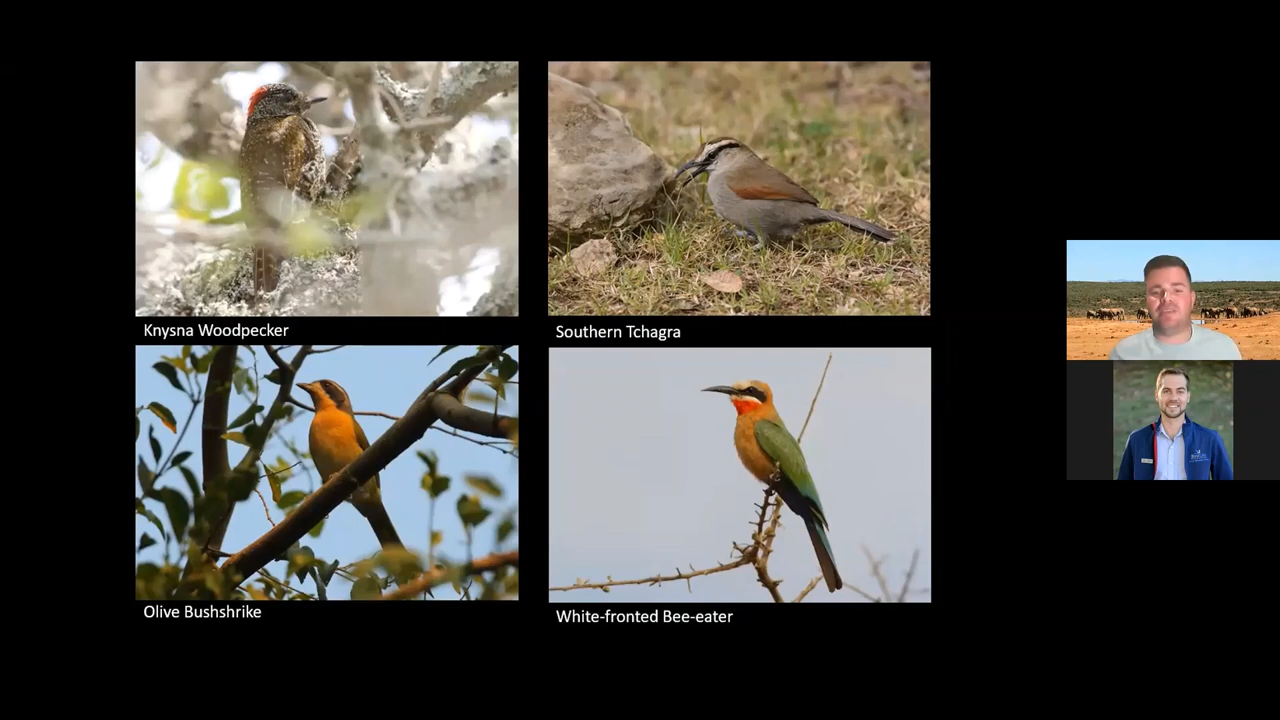 Knysna Woodpecker
Southern Tchagra
Olive Bushshrike
White-fronted Bee-eater